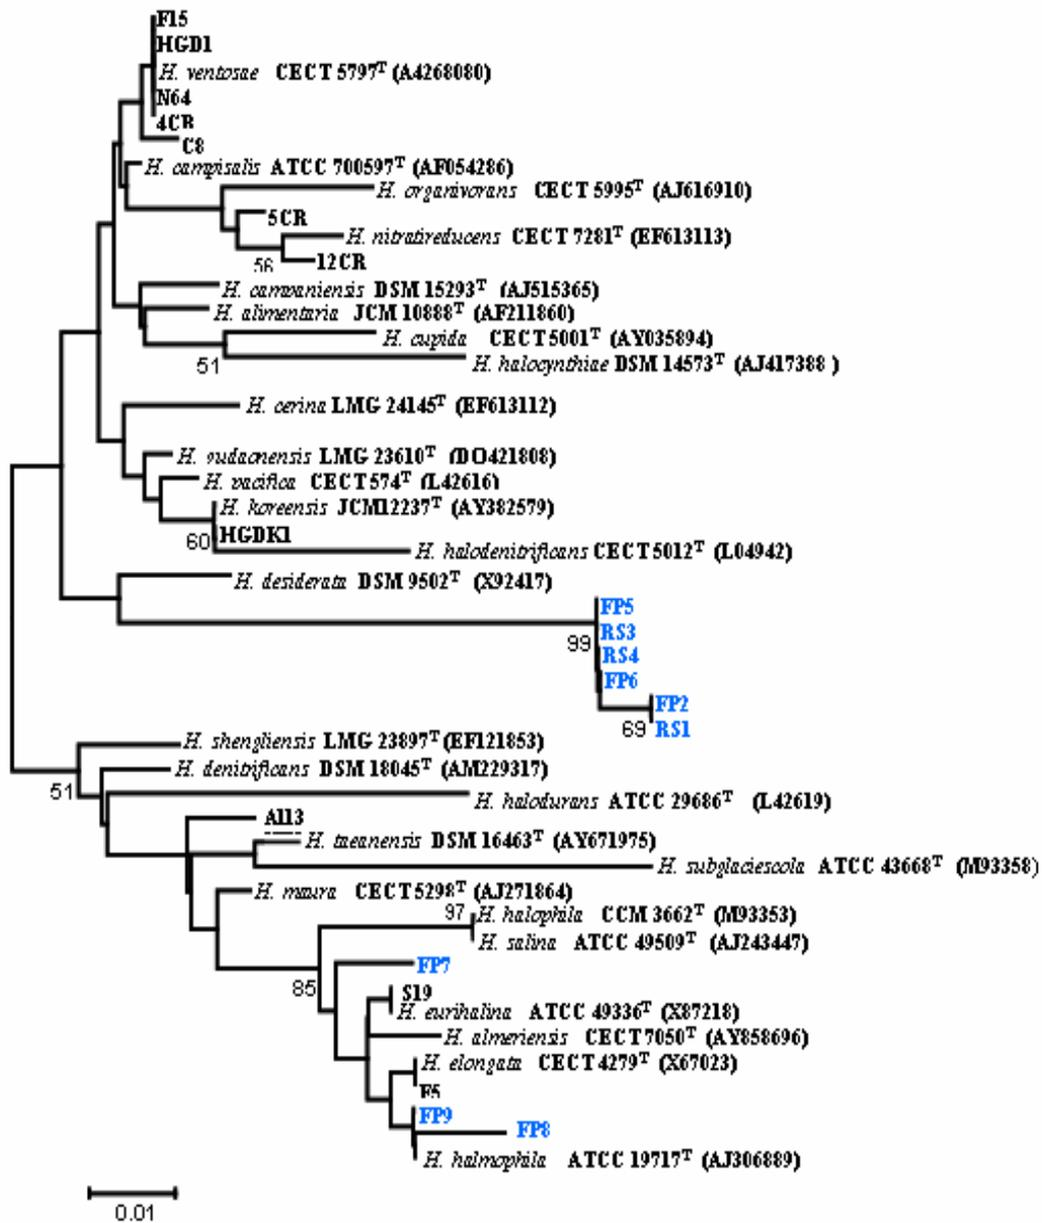 F15
HGD1
H. ventosae CECT 5797T (A4268080)
N64
4CR
C8
H. campisalis ATCC 700597T (AF054286)
H. organivorans CECT 5995T (AJ616910)
5CR
H. nitratireducens CECT 7281T (EF613113)
56
12CR
H. campaniensis DSM 15293T (AJ515365)
H. alimentaria JCM 10888T (AF211860)
H. cupida CECT 5001T (AY035894)
51
H. halocynthiae DSM 14573T (AJ417388 )
H. cerina LMG 24145T (EF613112)
H. gudaonensis LMG 23610T (DQ421808)
H. pacifica CECT 574T (L42616)
H. koreensis JCM12237T (AY382579)
60
HGDK1
H. halodenitrificans CECT 5012T (L04942)
H. desiderata DSM 9502T (X92417)
FP5
99
RS3
RS4
FP6
FP2
69
RS1
H. shengliensis LMG 23897T (EF121853)
H. denitrificans DSM 18045T (AM229317)
51
H. halodurans ATCC 29686T (L42619)
A113
H. taeanensis DSM 16463T (AY671975)
H. subglaciescola ATCC 43668T (M93358)
H. maura CECT 5298T (AJ271864)
97
H. halophila CCM 3662T (M93353)
H. salina ATCC 49509T (AJ243447)
FP7
85
S19
H. eurihalina ATCC 49336T (X87218)
H. almeriensis CECT 7050T (AY858696)
H. elongata CECT 4279T (X67023)
F5
FP9
FP8
H. halmophila ATCC 19717T (AJ306889)
0.01